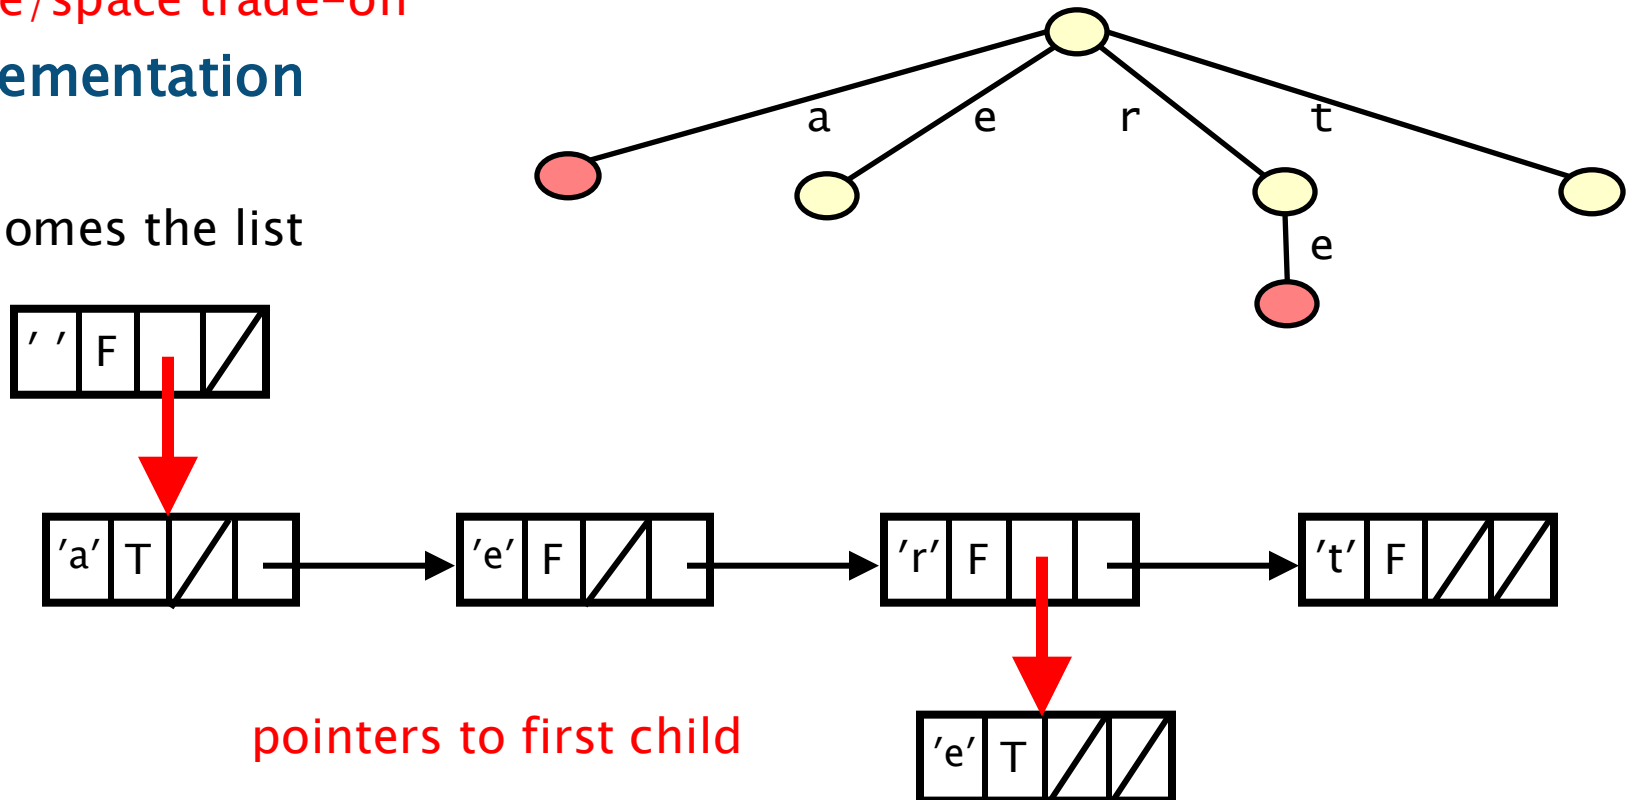 e/space trade-off
ementation
a e r t
omes the list
e
' ' F
'a' T 'e' F 'r' F 't' F
pointers to first child
'e' T